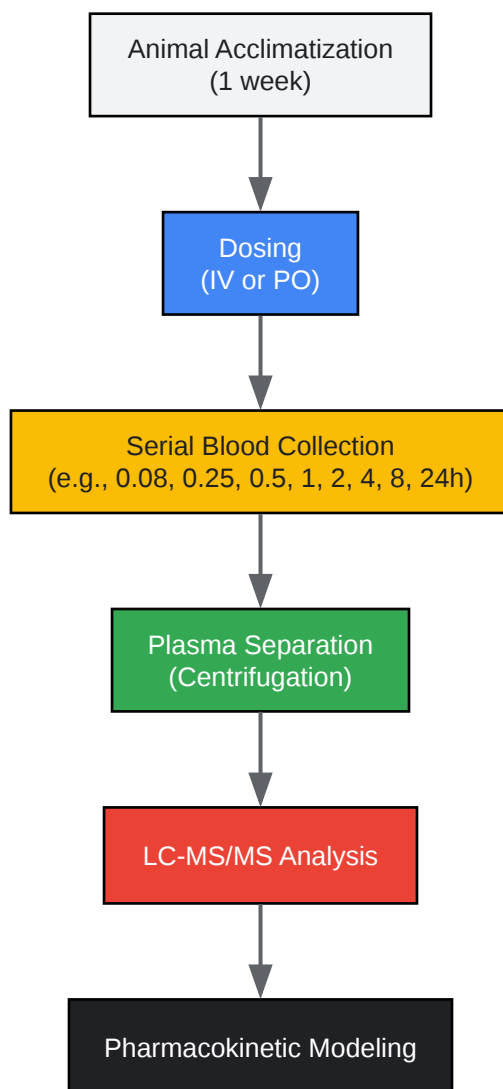 Animal Acclimatization
(1 week)
Dosing
(IV or PO)
Serial Blood Collection
(e.g., 0.08, 0.25, 0.5, 1, 2, 4, 8, 24h)
Plasma Separation
(Centrifugation)
LC-MS/MS Analysis
Pharmacokinetic Modeling